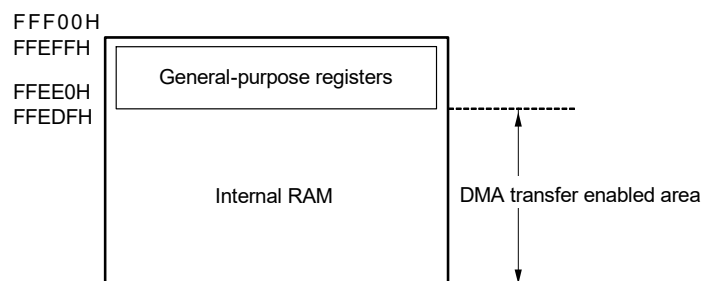 FFF00H
FFEFFH
General-purpose registers
FFEE0H
FFEDFH
Internal RAM
DMA transfer enabled area